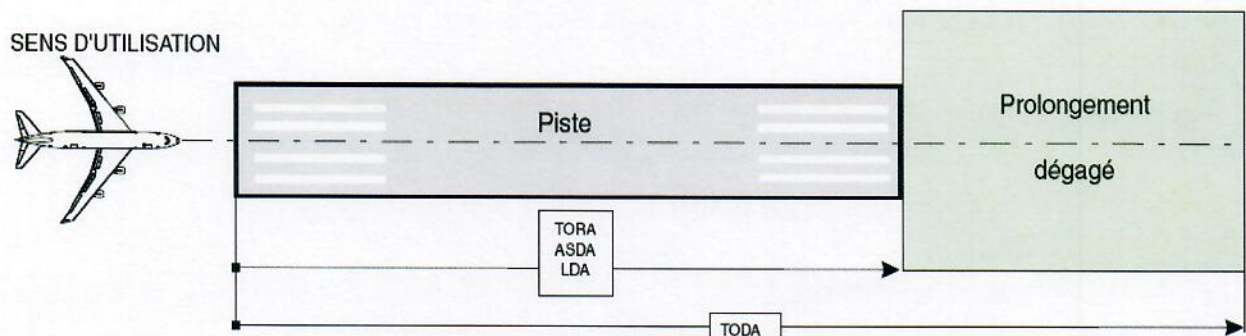 SENS D'UTILISATION
Piste
Prolongement
dégagé
TORA
ASDA
LDA
TODA